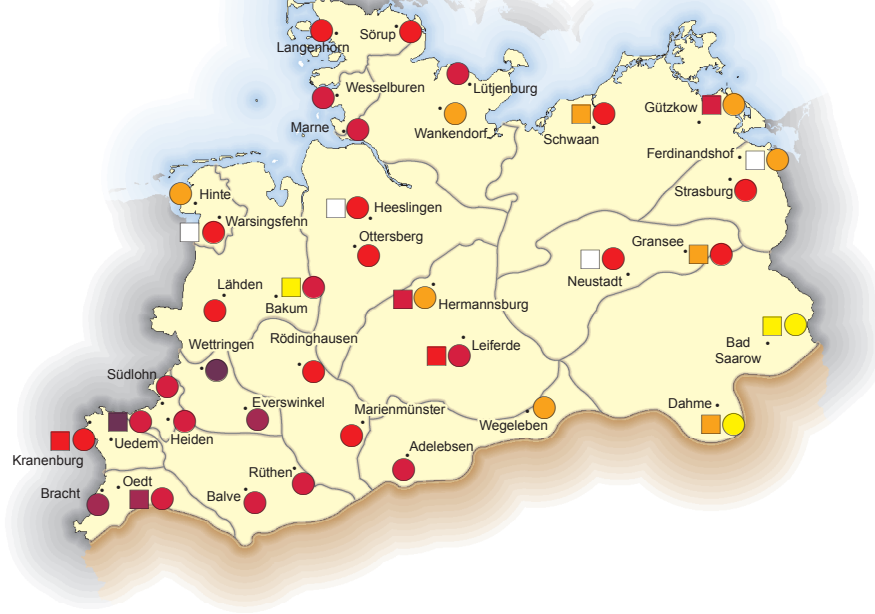 Langenhorn
Sörup
Wesselburen
Lütjenburg
Marne
Wankendorf
Schwaan
Gützkow
Ferdinandshof
Strasburg
Hinte
Warsingsfehn
Heeslingen
Ottersberg
Gransee
Neustadt
Lähden
Bakum
Hermannsburg
Bad
Saarow
Wettringen
Rödinghausen
Leiferde
Südlohn
Everswinkel
Marienmünster
Wegeleben
Dahme
Uedem
Heiden
Kranenburg
Adelebsen
Bracht
Oedt
Rüthen
Balve